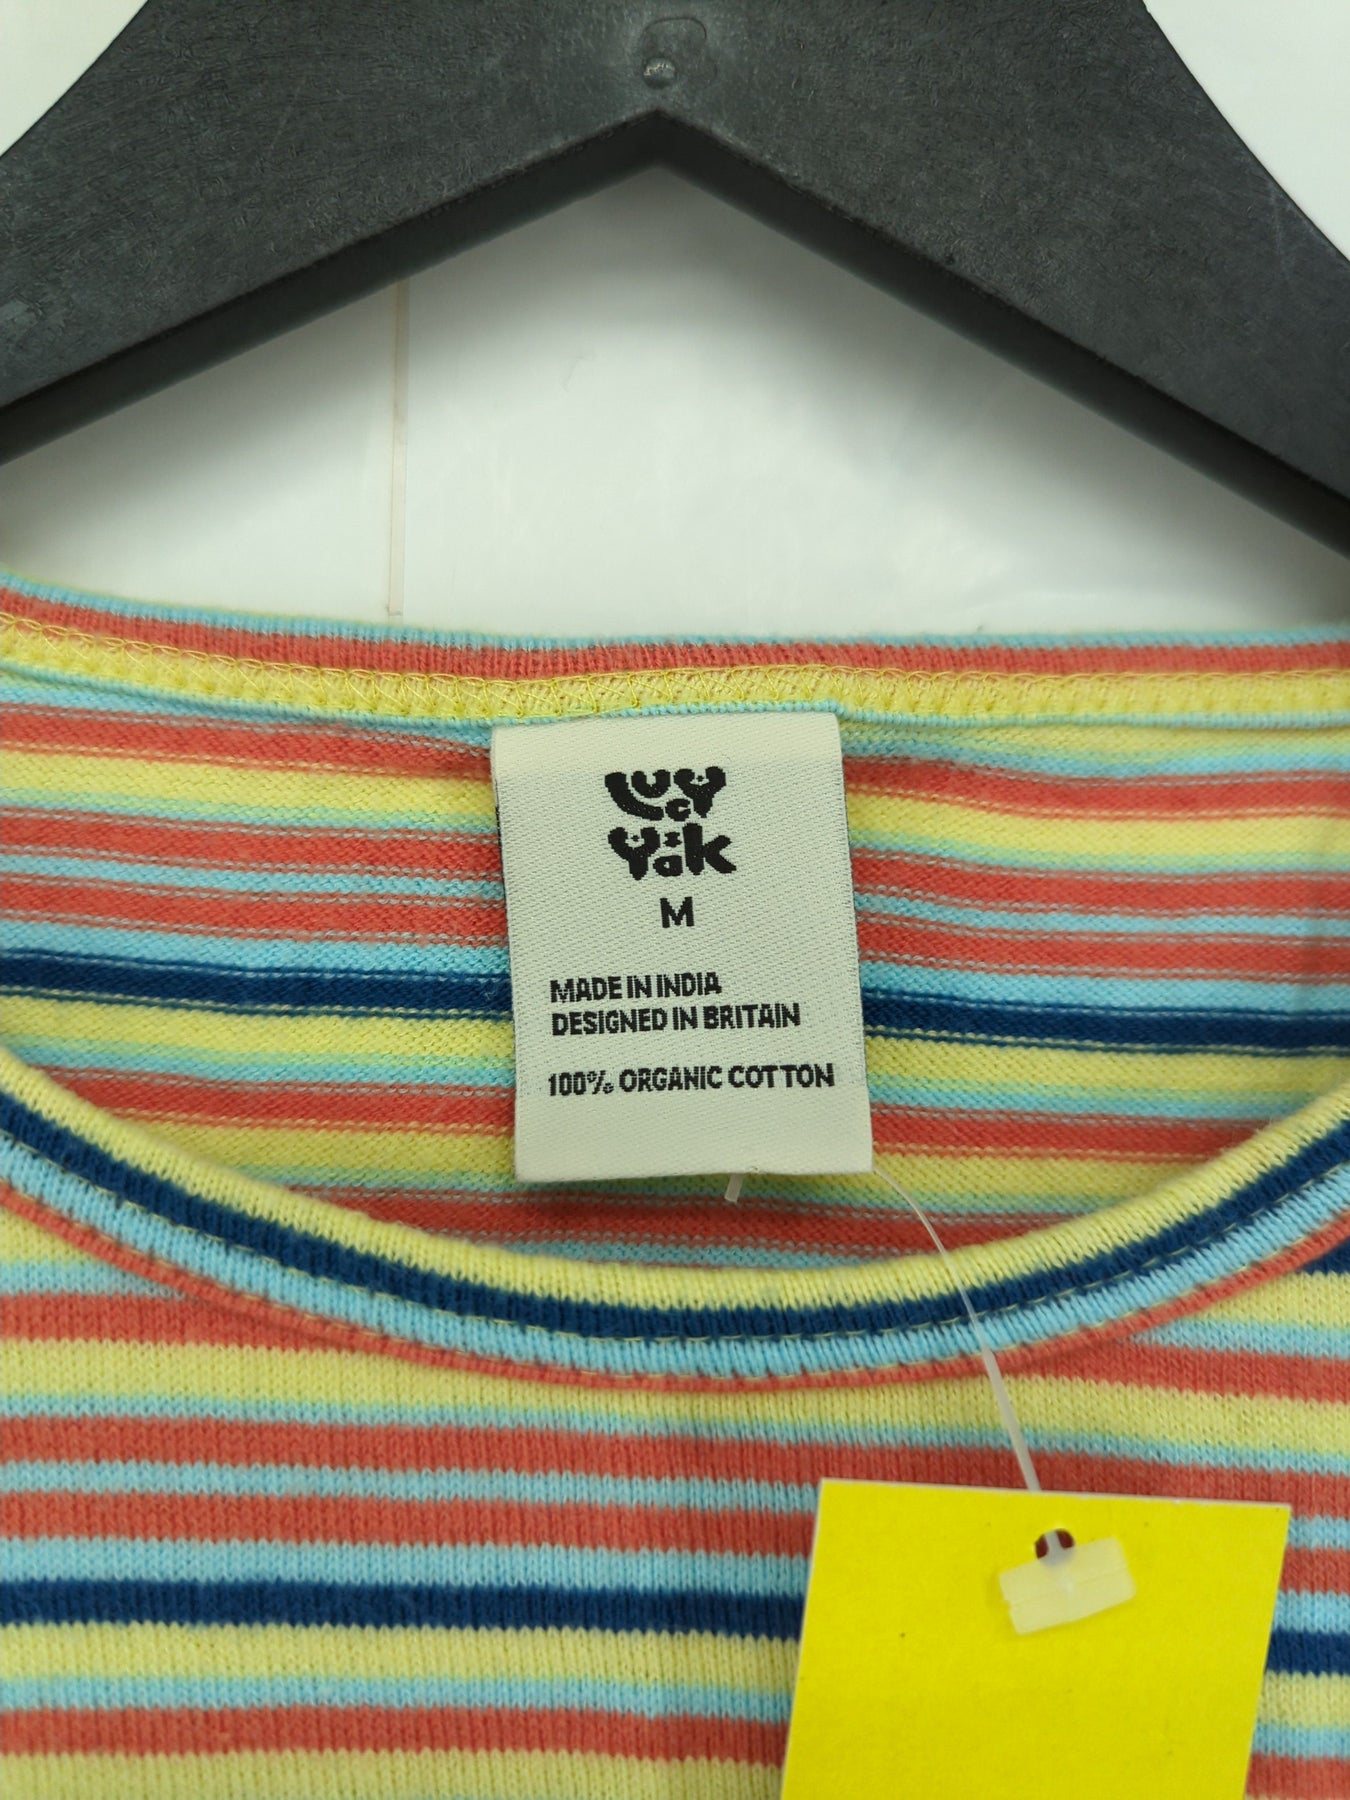 Lucy
Yak
M
MADE IN INDIA
DESIGNED IN BRITAIN
100% ORGANIC COTTON